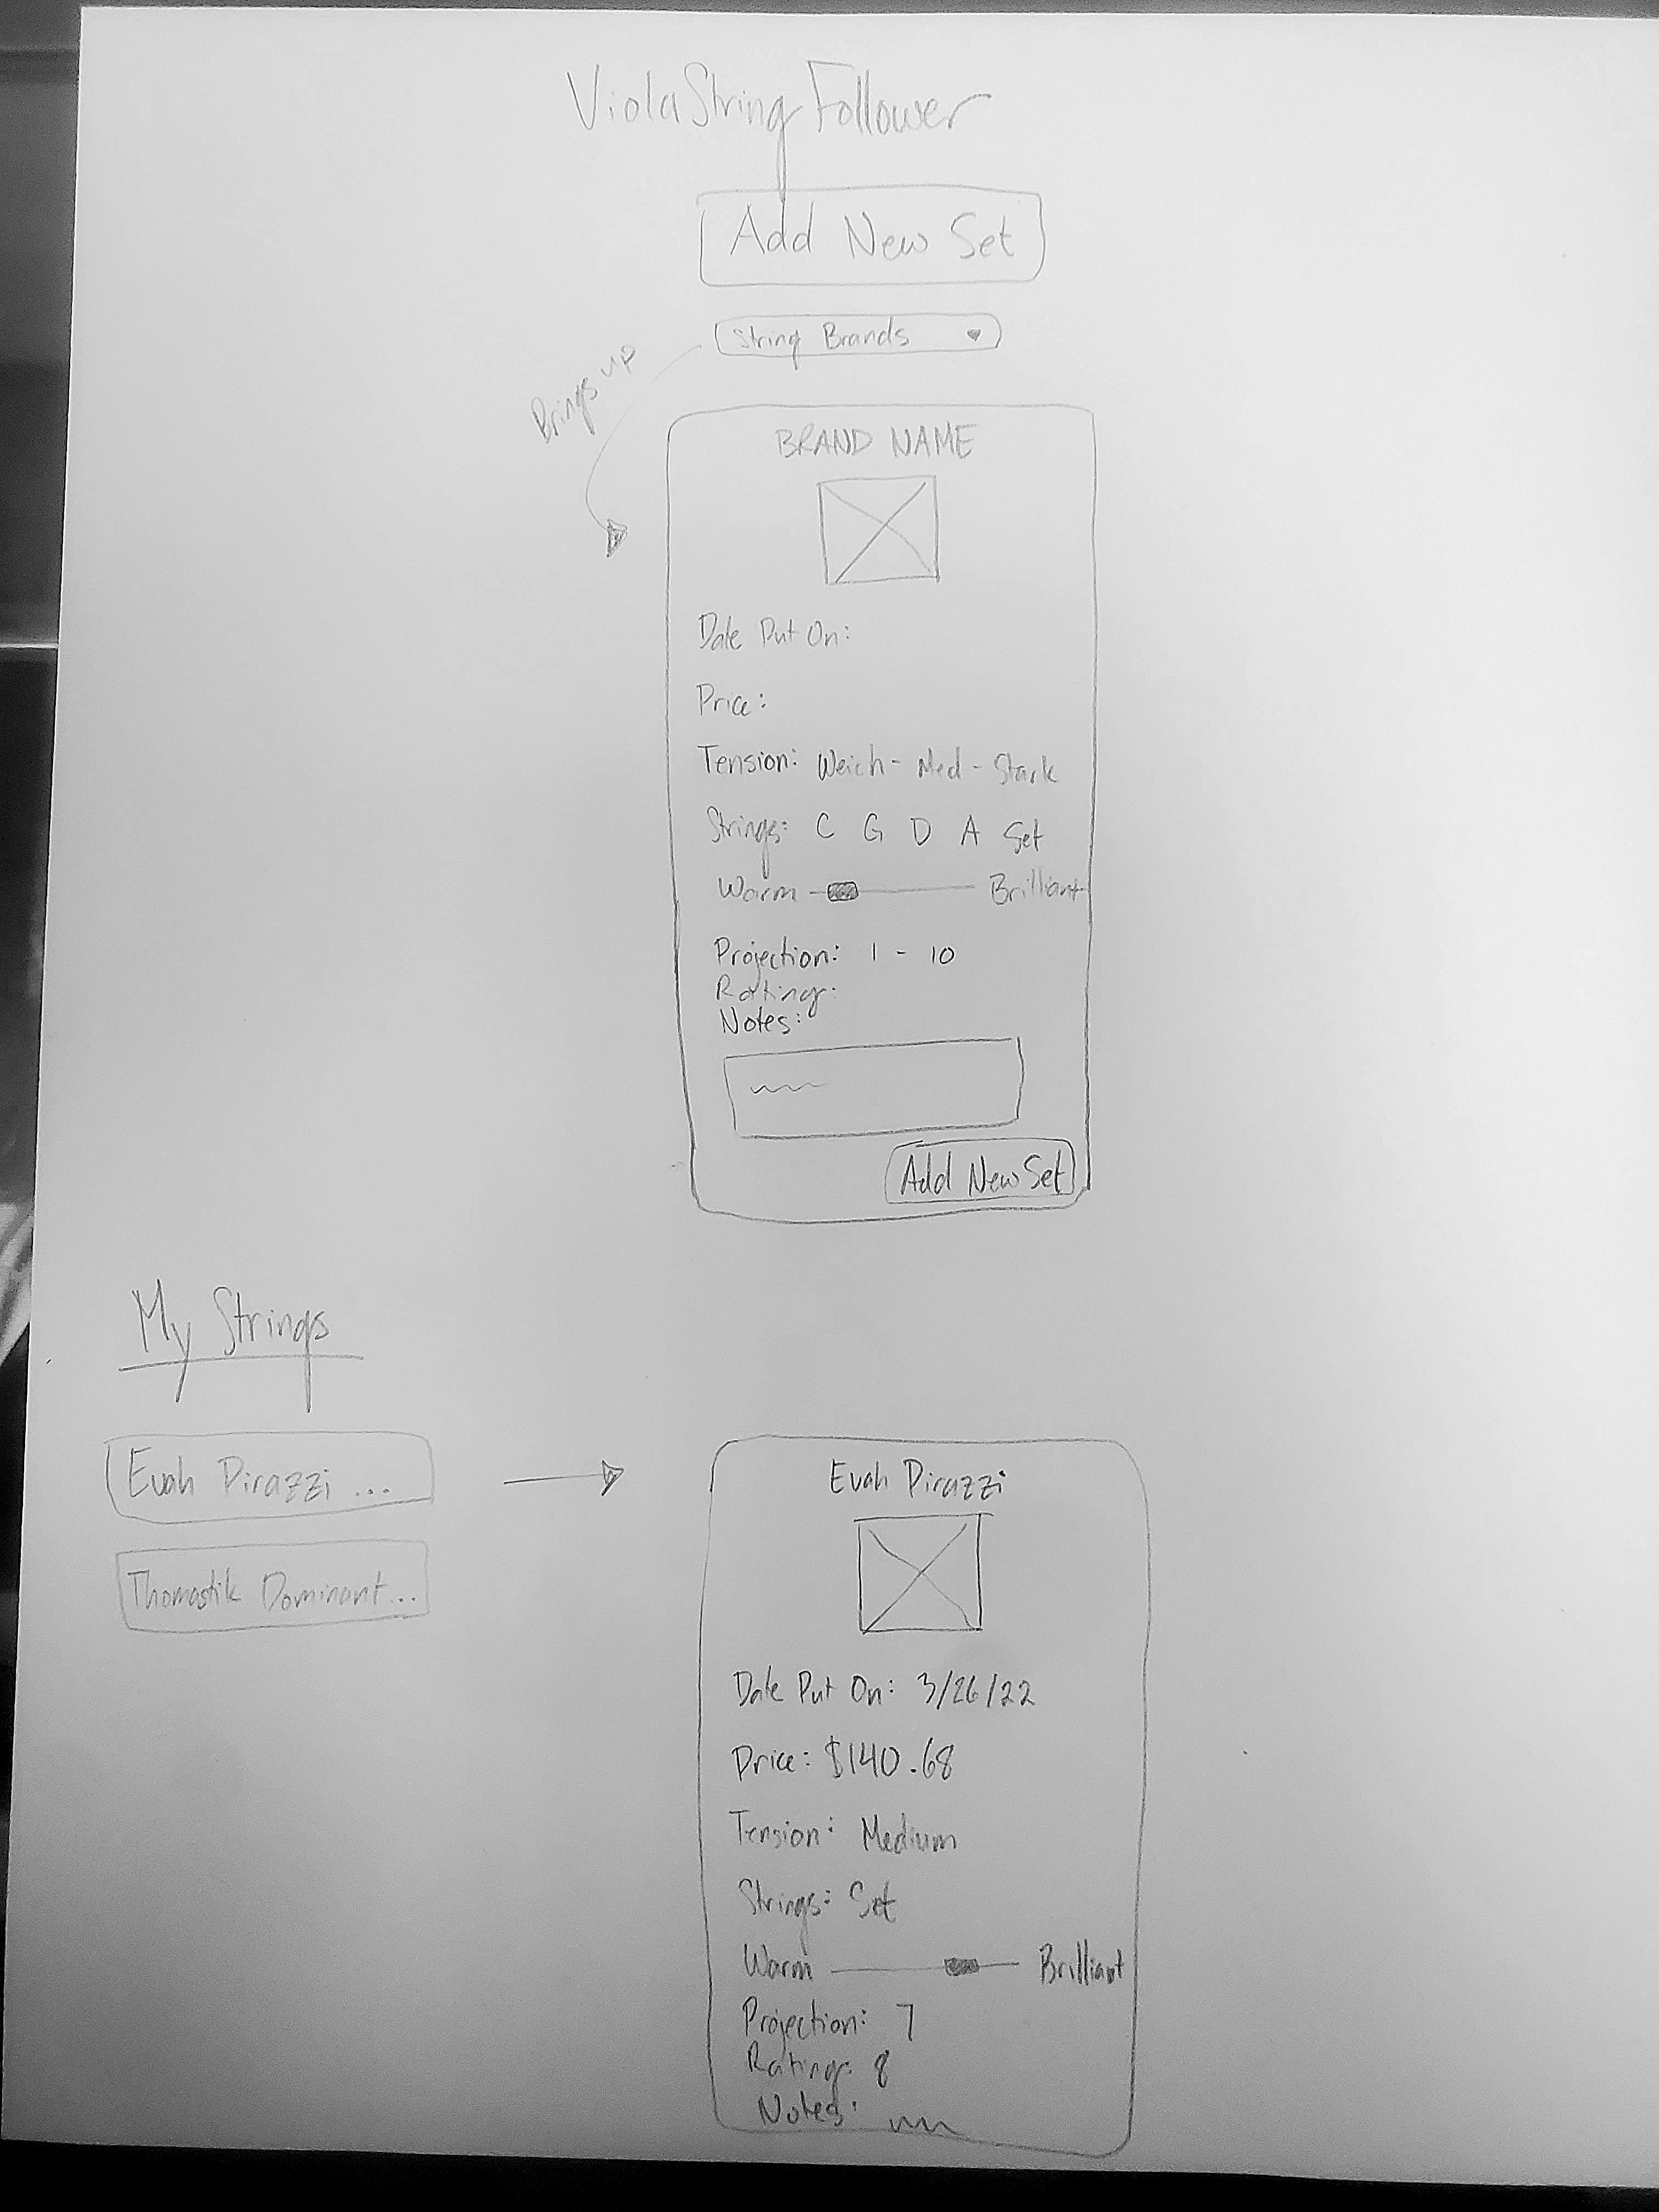 ViolaStringFollower
Add New Set
String Brands
Brings up
BRAND NAME
Date Put On:
Price:
Tension: Weich - Med - Stark
Strings: C G D A Set
Warm Brilliant
Projection: 1 - 10
Rating:
Notes:
Add New Set
My Strings
Evah Pirazzi ...
Thomastik Dominant...
Evah Pirazzi
Date Put On: 3/26/22
Price: $140.68
Tension: Medium
Strings: Set
Warm Brilliant
Projection: 7
Rating: 8
Notes: